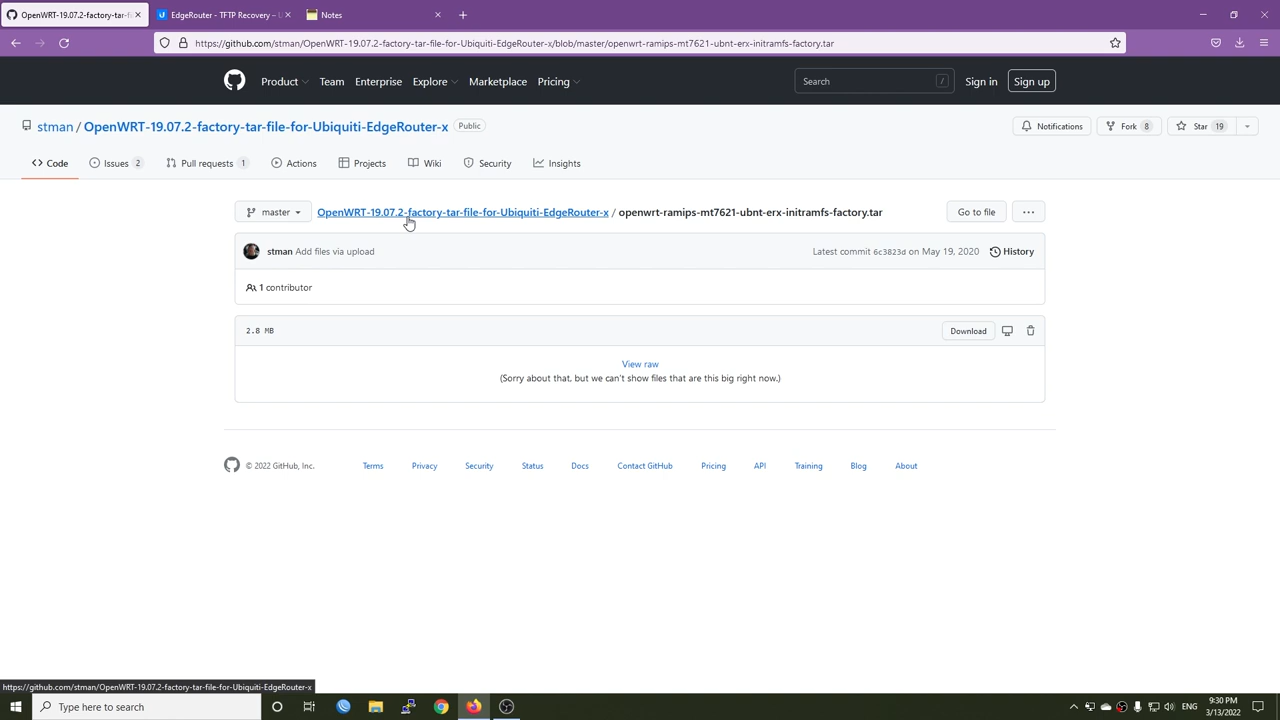 OpenWRT-19.07.2-factory-tar-fi
EdgeRouter - TFTP Recovery – U
Notes
https://github.com/stman/OpenWRT-19.07.2-factory-tar-file-for-Ubiquiti-EdgeRouter-x/blob/master/openwrt-ramips-mt7621-ubnt-erx-initramfs-factory.tar
Product Team Enterprise Explore Marketplace Pricing Search / Sign in Sign up
stman / OpenWRT-19.07.2-factory-tar-file-for-Ubiquiti-EdgeRouter-x Public Notifications Fork 8 Star 19
Code Issues 2 Pull requests 1 Actions Projects Wiki Security Insights
master OpenWRT-19.07.2-factory-tar-file-for-Ubiquiti-EdgeRouter-x / openwrt-ramips-mt7621-ubnt-erx-initramfs-factory.tar Go to file ...
stman Add files via upload Latest commit 6c3823d on May 19, 2020 History
1 contributor
2.8 MB Download
View raw
(Sorry about that, but we can't show files that are this big right now.)
© 2022 GitHub, Inc. Terms Privacy Security Status Docs Contact GitHub Pricing API Training Blog About
https://github.com/stman/OpenWRT-19.07.2-factory-tar-file-for-Ubiquiti-EdgeRouter-x
Type here to search
ENG
9:30 PM
3/13/2022